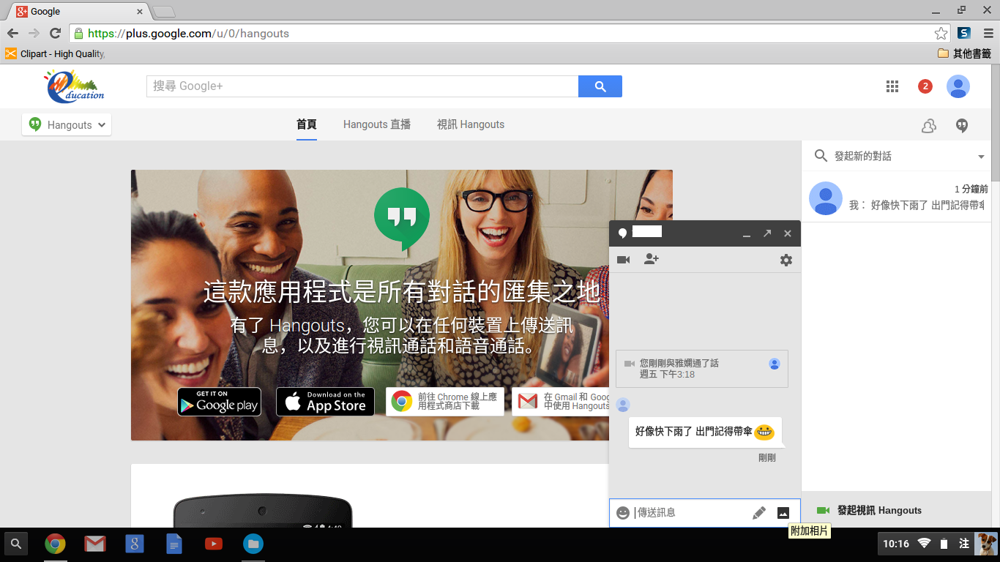 Google
https://plus.google.com/u/0/hangouts
Clipart - High Quality,
其他書籤
education
搜尋 Google+
2
Hangouts
首頁
Hangouts 直播
視訊 Hangouts
發起新的對話
1 分鐘前
我： 好像快下雨了 出門記得帶傘
這款應用程式是所有對話的匯集之地
有了 Hangouts，您可以在任何裝置上傳送訊
息，以及進行視訊通話和語音通話。
GET IT ON
Google play
Download on the
App Store
前往 Chrome 線上應
用程式商店下載
在 Gmail 和 Goog
中使用 Hangouts
您剛剛與雅嫻通了話
週五 下午3:18
好像快下雨了 出門記得帶傘
剛剛
傳送訊息
附加相片
發起視訊 Hangouts
10:16
注